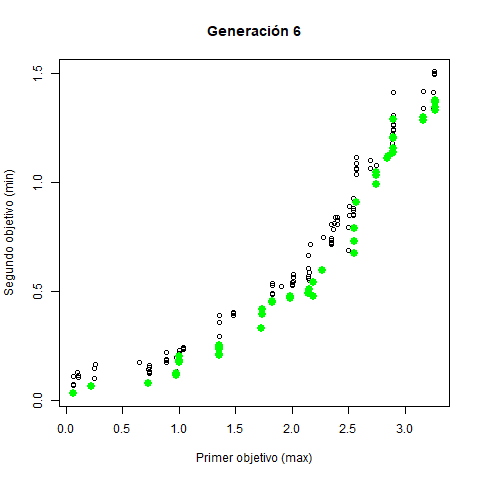 Generación 6
Segundo objetivo (min)
1.5
1.0
0.5
0.0
0.0 0.5 1.0 1.5 2.0 2.5 3.0
Primer objetivo (max)